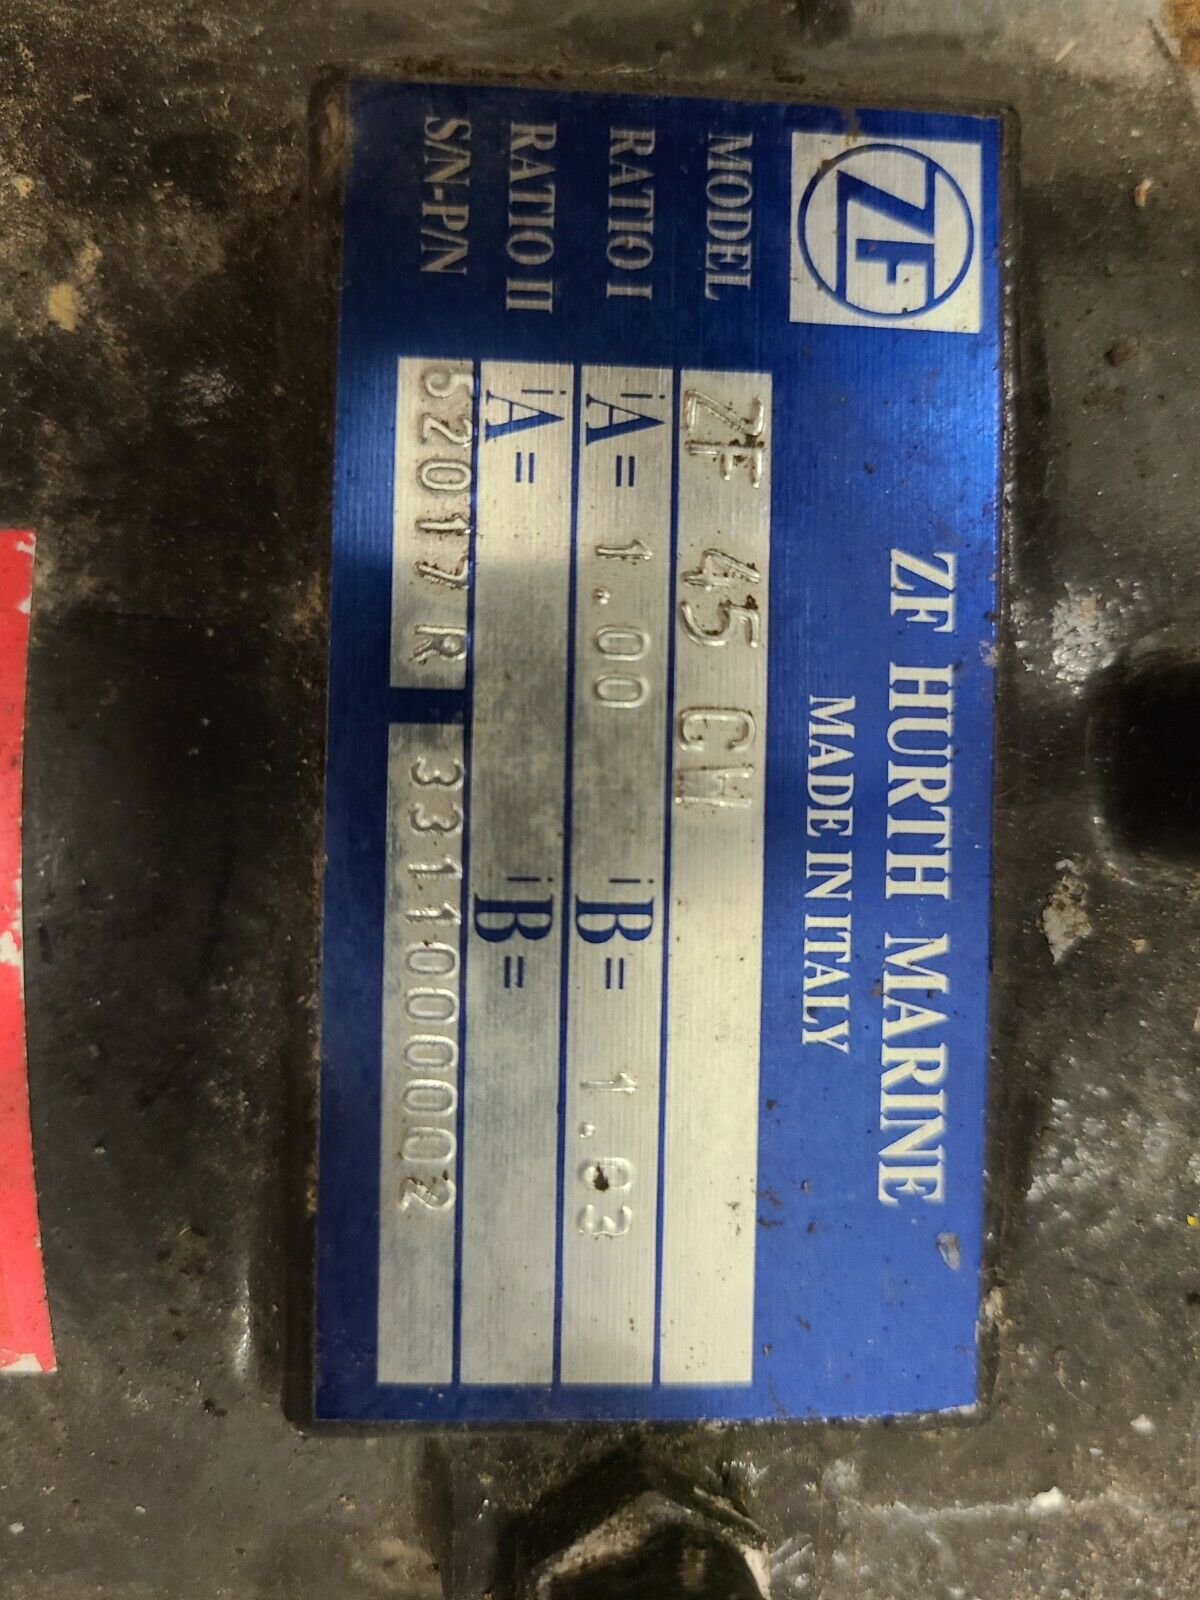 ZF
ZF HURTH MARINE
MADE IN ITALY
MODEL ZF 45 CH
RATIO I iA = 1.00 iB = 1.03
RATIO II iA = iB =
S/N-P/N 52017R 3311000002